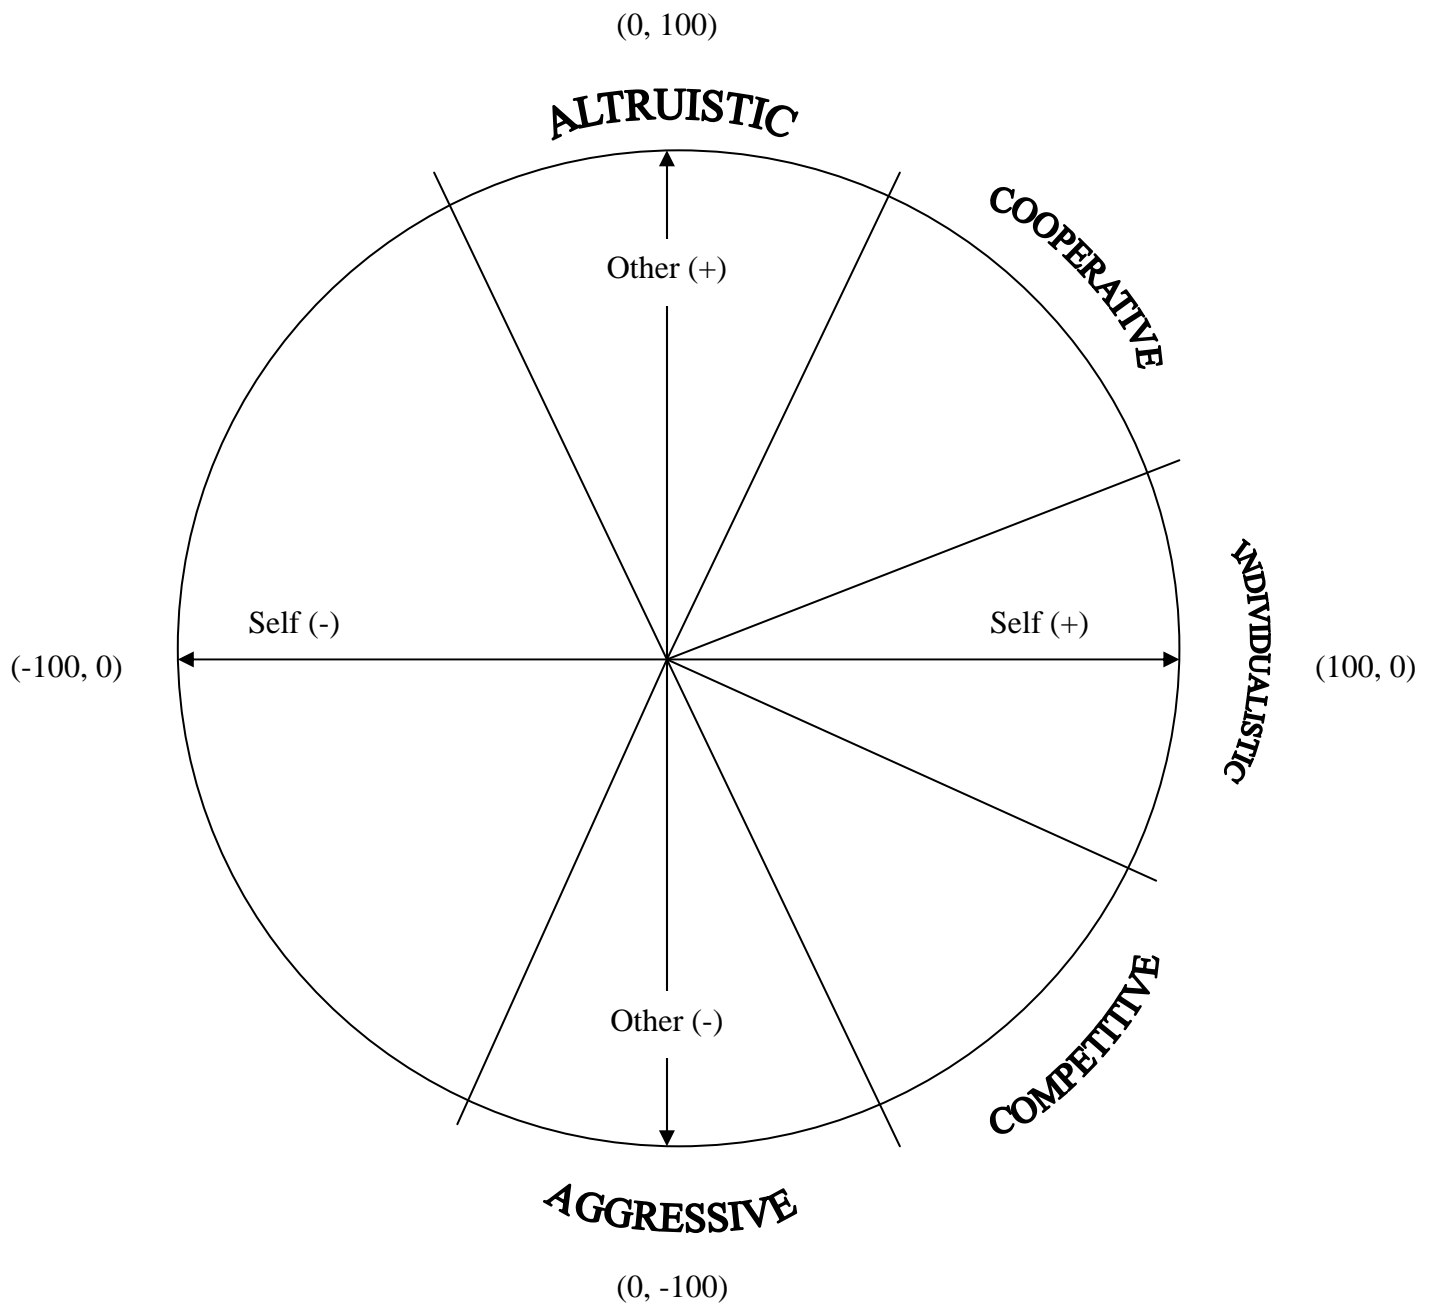 (0, 100)
ALTRUISTIC
COOPERATIVE
Other (+)
INDIVIDUALISTIC
Self (-)
Self (+)
(-100, 0)
(100, 0)
COMPETITIVE
Other (-)
AGGRESSIVE
(0, -100)